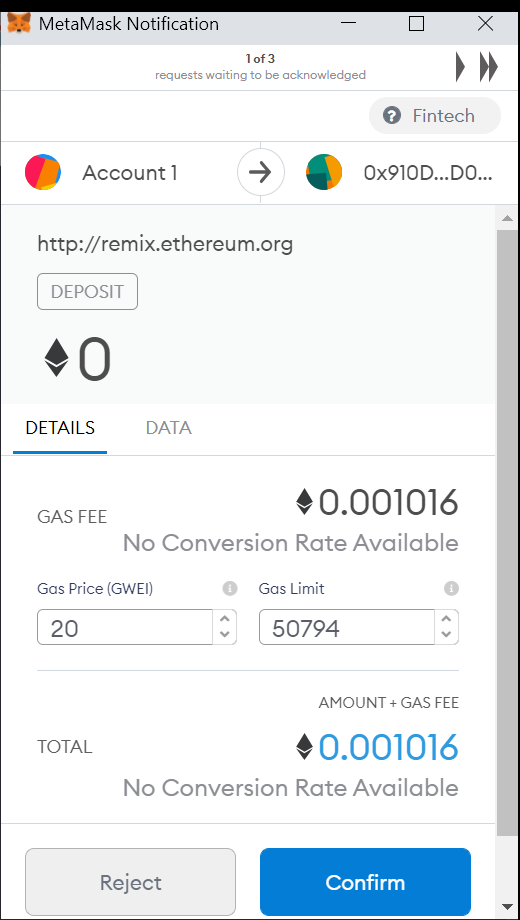 MetaMask Notification
1 of 3
requests waiting to be acknowledged
? Fintech
Account 1
0x910D...D0...
http://remix.ethereum.org
DEPOSIT
0
DETAILS DATA
GAS FEE
0.001016
No Conversion Rate Available
Gas Price (GWEI) Gas Limit
20 50794
AMOUNT + GAS FEE
TOTAL
0.001016
No Conversion Rate Available
Reject Confirm